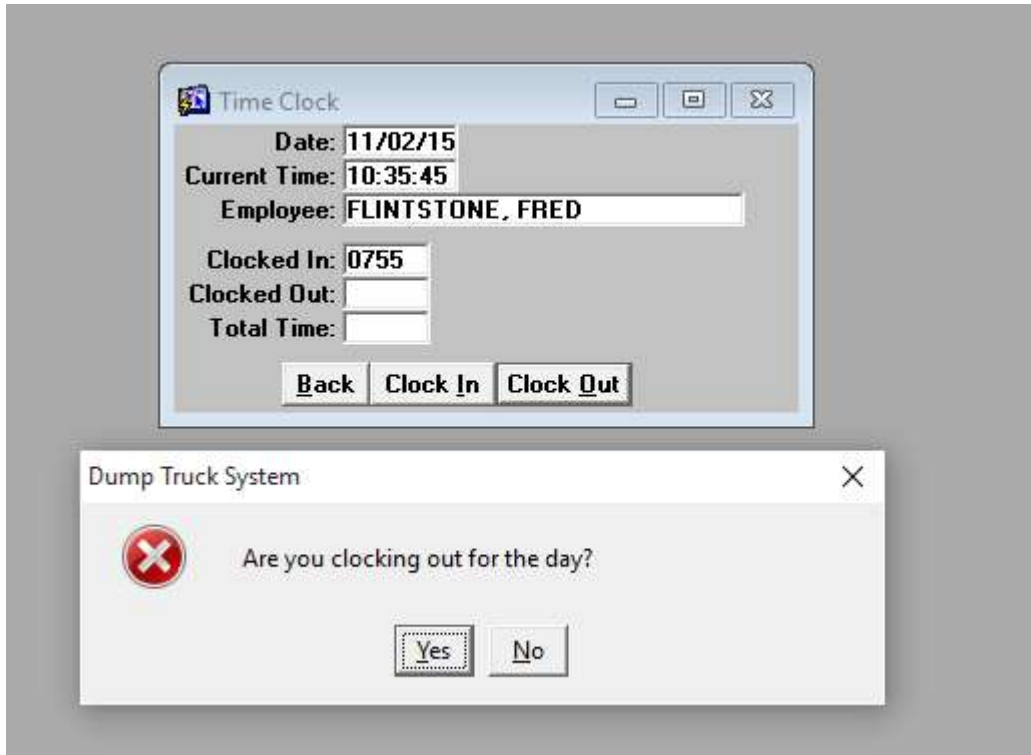 Time Clock
Date: 11/02/15
Current Time: 10:35:45
Employee: FLINTSTONE, FRED
Clocked In: 0755
Clocked Out:
Total Time:
Back Clock In Clock Out
Dump Truck System
Are you clocking out for the day?
Yes No